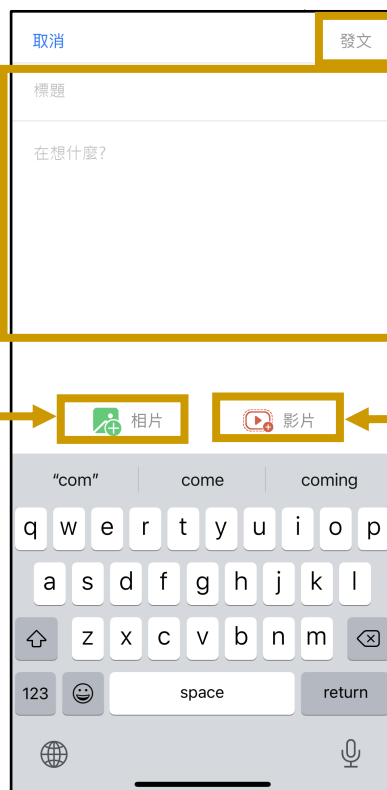 取消 發文
標題
在想什麼?
相片 影片
“com” come coming
q w e r t y u i o p
a s d f g h j k l
z x c v b n m
123 space return